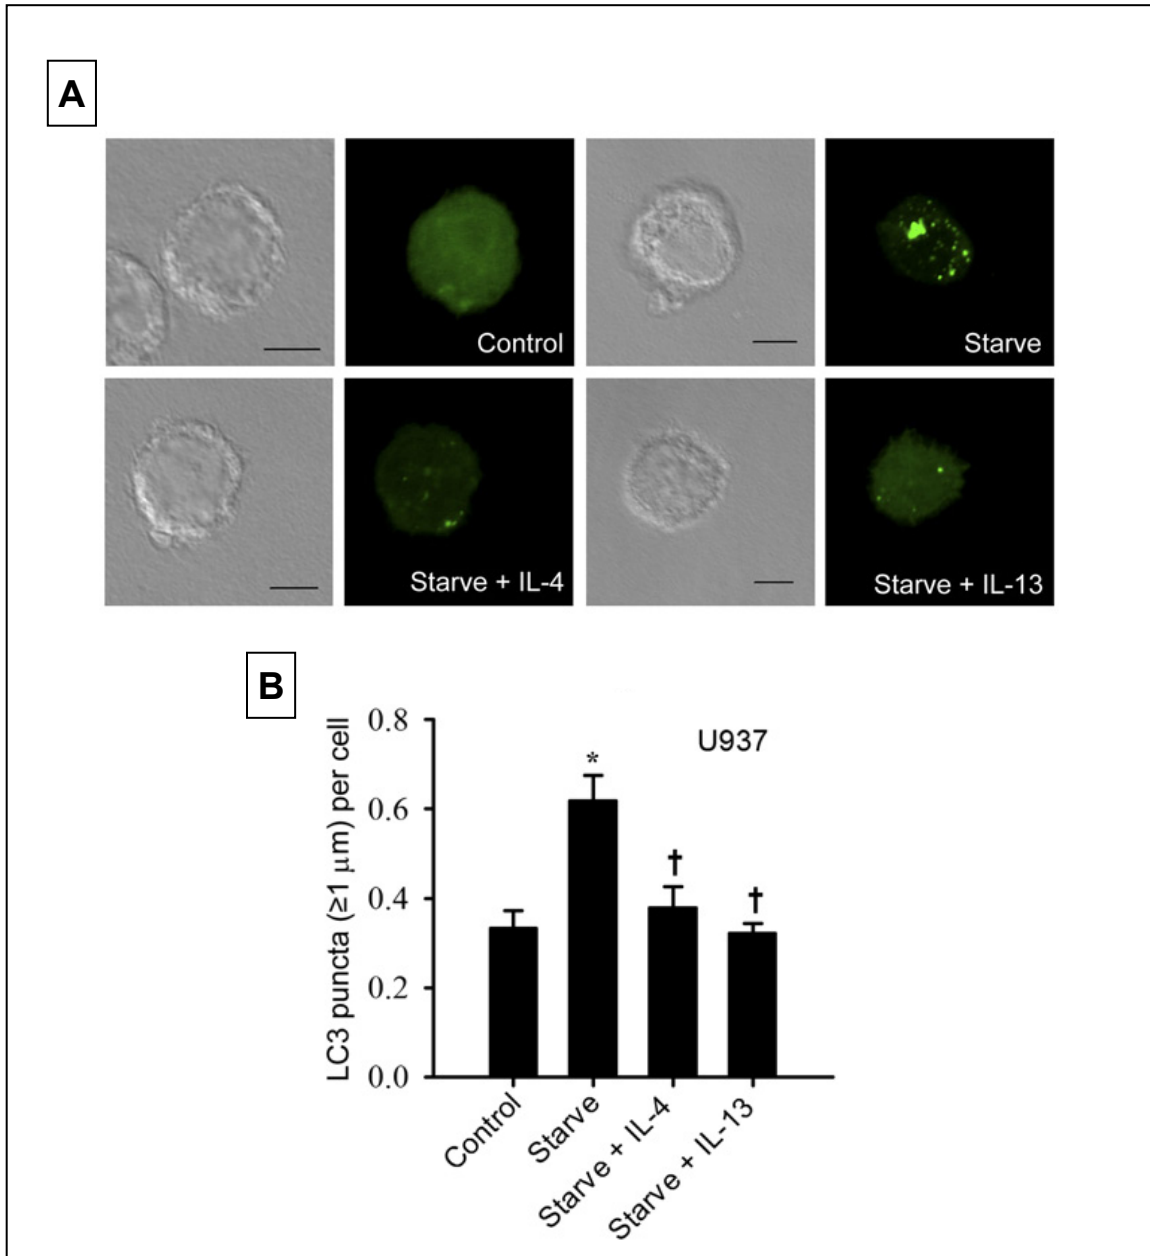 A
Control
Starve
Starve + IL-4
Starve + IL-13
B
LC3 puncta (≥1 μm) per cell
0.8
0.6
0.4
0.2
0.0
U937
*
†
†
Control
Starve
Starve + IL-4
Starve + IL-13